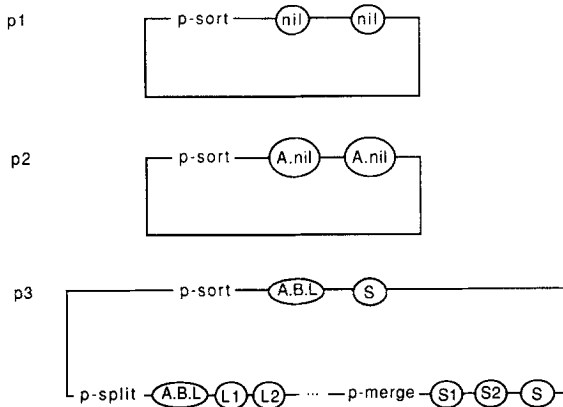 p1 p-sort nil nil
p2 p-sort A.nil A.nil
p3 p-sort A.B.L S
p-split A.B.L L1 L2 ... p-merge S1 S2 S